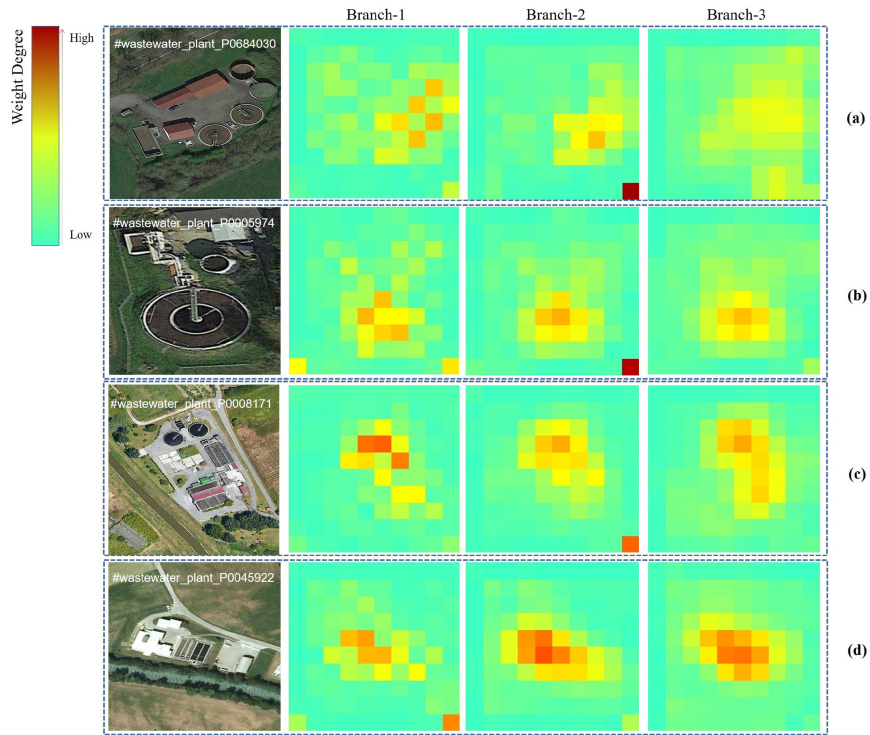 Branch-1
Branch-2
Branch-3
Weight Degree
High
Low
#wastewater_plant_P0684030
(a)
#wastewater_plant_P0005974
(b)
#wastewater_plant_P0008171
(c)
#wastewater_plant_P0045922
(d)